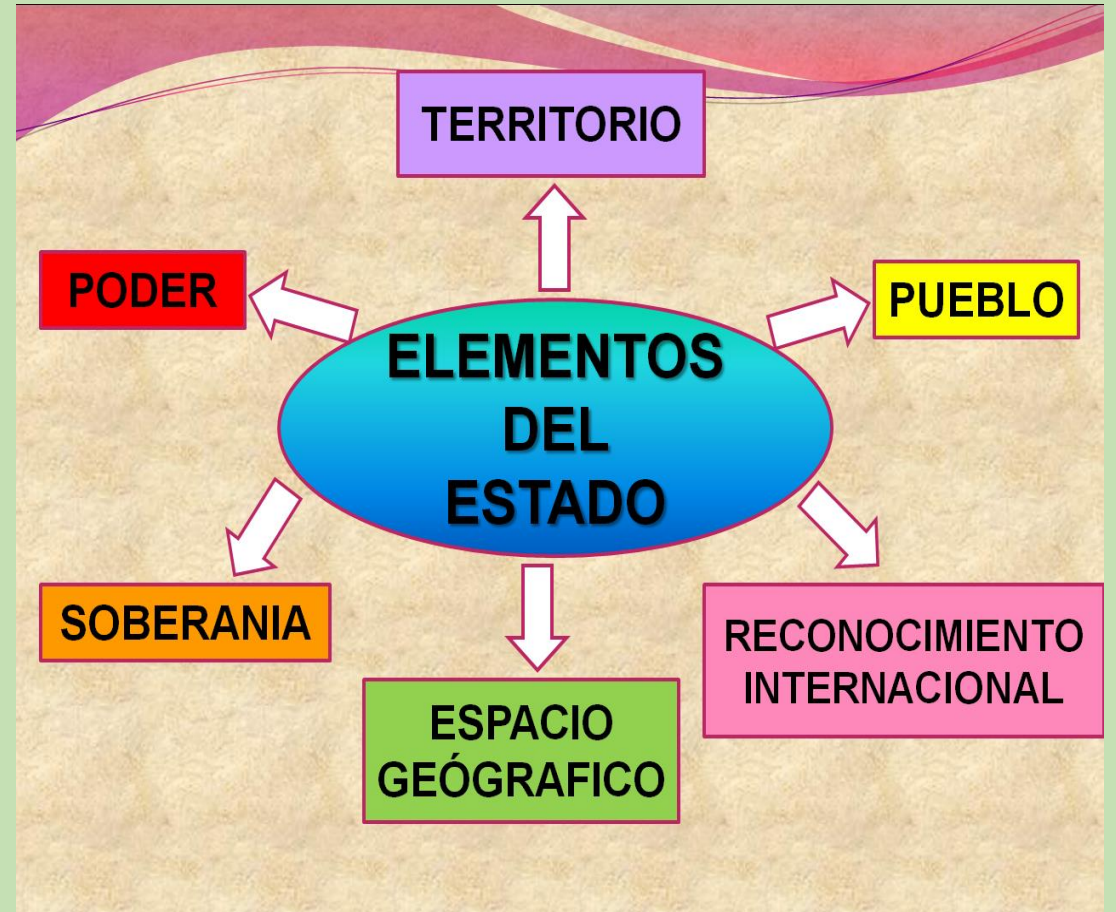 TERRITORIO
PODER
PUEBLO
ELEMENTOS
DEL
ESTADO
SOBERANIA
RECONOCIMIENTO
INTERNACIONAL
ESPACIO
GEÓGRAFICO